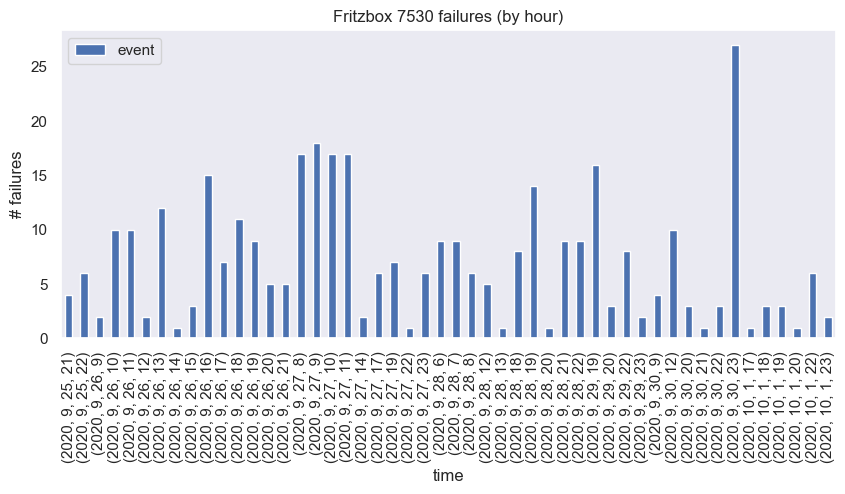 Fritzbox 7530 failures (by hour)
event
# failures
25
20
15
10
5
0
(2020, 9, 25, 21)
(2020, 9, 25, 22)
(2020, 9, 26, 9)
(2020, 9, 26, 10)
(2020, 9, 26, 11)
(2020, 9, 26, 12)
(2020, 9, 26, 13)
(2020, 9, 26, 14)
(2020, 9, 26, 15)
(2020, 9, 26, 16)
(2020, 9, 26, 17)
(2020, 9, 26, 18)
(2020, 9, 26, 19)
(2020, 9, 26, 20)
(2020, 9, 26, 21)
(2020, 9, 27, 8)
(2020, 9, 27, 9)
(2020, 9, 27, 10)
(2020, 9, 27, 11)
(2020, 9, 27, 14)
(2020, 9, 27, 17)
(2020, 9, 27, 19)
(2020, 9, 27, 22)
(2020, 9, 27, 23)
(2020, 9, 28, 6)
(2020, 9, 28, 7)
(2020, 9, 28, 8)
(2020, 9, 28, 12)
(2020, 9, 28, 13)
(2020, 9, 28, 18)
(2020, 9, 28, 19)
(2020, 9, 28, 20)
(2020, 9, 28, 21)
(2020, 9, 28, 22)
(2020, 9, 29, 19)
(2020, 9, 29, 20)
(2020, 9, 29, 22)
(2020, 9, 29, 23)
(2020, 9, 30, 9)
(2020, 9, 30, 12)
(2020, 9, 30, 20)
(2020, 9, 30, 21)
(2020, 9, 30, 22)
(2020, 9, 30, 23)
(2020, 10, 1, 17)
(2020, 10, 1, 18)
(2020, 10, 1, 19)
(2020, 10, 1, 20)
(2020, 10, 1, 22)
(2020, 10, 1, 23)
time